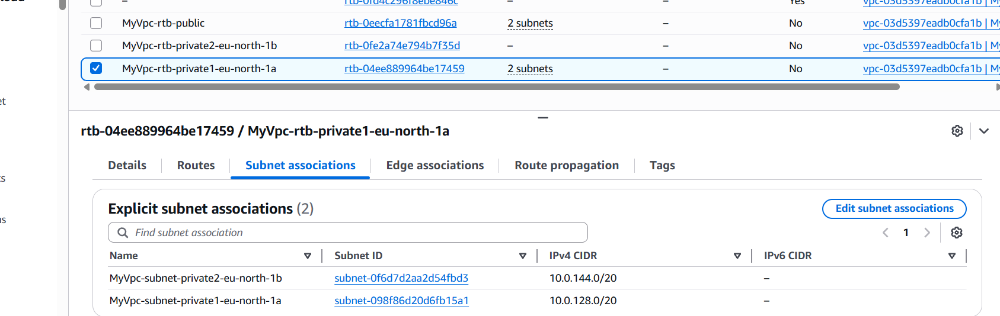 –
rtb-0fd4c296f8ebe846c
–
–
Yes
vpc-03d5397eadb0cfa1b | My
MyVpc-rtb-public
rtb-0eecfa1781fbcd96a
2 subnets
–
No
vpc-03d5397eadb0cfa1b | My
MyVpc-rtb-private2-eu-north-1b
rtb-0fe2a74e794b7f35d
–
–
No
vpc-03d5397eadb0cfa1b | My
MyVpc-rtb-private1-eu-north-1a
rtb-04ee889964be17459
2 subnets
–
No
vpc-03d5397eadb0cfa1b | My
rtb-04ee889964be17459 / MyVpc-rtb-private1-eu-north-1a
Details
Routes
Subnet associations
Edge associations
Route propagation
Tags
Explicit subnet associations (2)
Edit subnet associations
Find subnet association
1
Name
Subnet ID
IPv4 CIDR
IPv6 CIDR
MyVpc-subnet-private2-eu-north-1b
subnet-0f6d7d2aa2d54fbd3
10.0.144.0/20
–
MyVpc-subnet-private1-eu-north-1a
subnet-098f86d20d6fb15a1
10.0.128.0/20
–